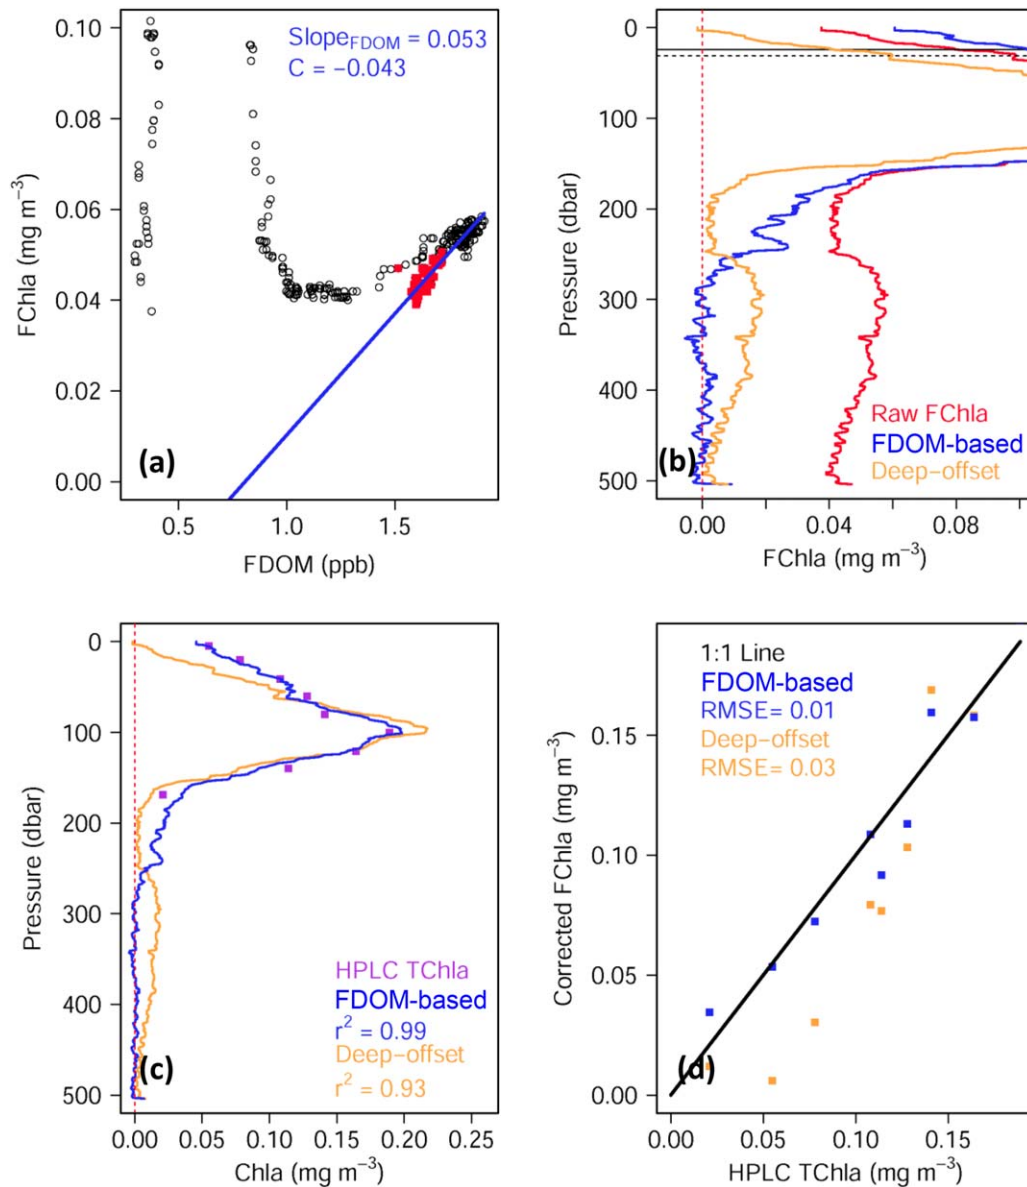 Slope_FDOM = 0.053
C = −0.043
FChla (mg m⁻³)
0.10
0.08
0.06
0.04
0.02
0.00
(a)
0.5 1.0 1.5
FDOM (ppb)
Pressure (dbar)
0
100
200
300
400
500
Raw FChla
FDOM-based
Deep−offset
(b)
0.00 0.04 0.08
FChla (mg m⁻³)
Pressure (dbar)
0
100
200
300
400
500
HPLC TChla
FDOM-based
r² = 0.99
Deep−offset
r² = 0.93
(c)
0.00 0.05 0.10 0.15 0.20 0.25
Chla (mg m⁻³)
1:1 Line
FDOM-based
RMSE= 0.01
Deep−offset
RMSE= 0.03
Corrected FChla (mg m⁻³)
0.15
0.10
0.05
0.00
(d)
0.00 0.05 0.10 0.15
HPLC TChla (mg m⁻³)